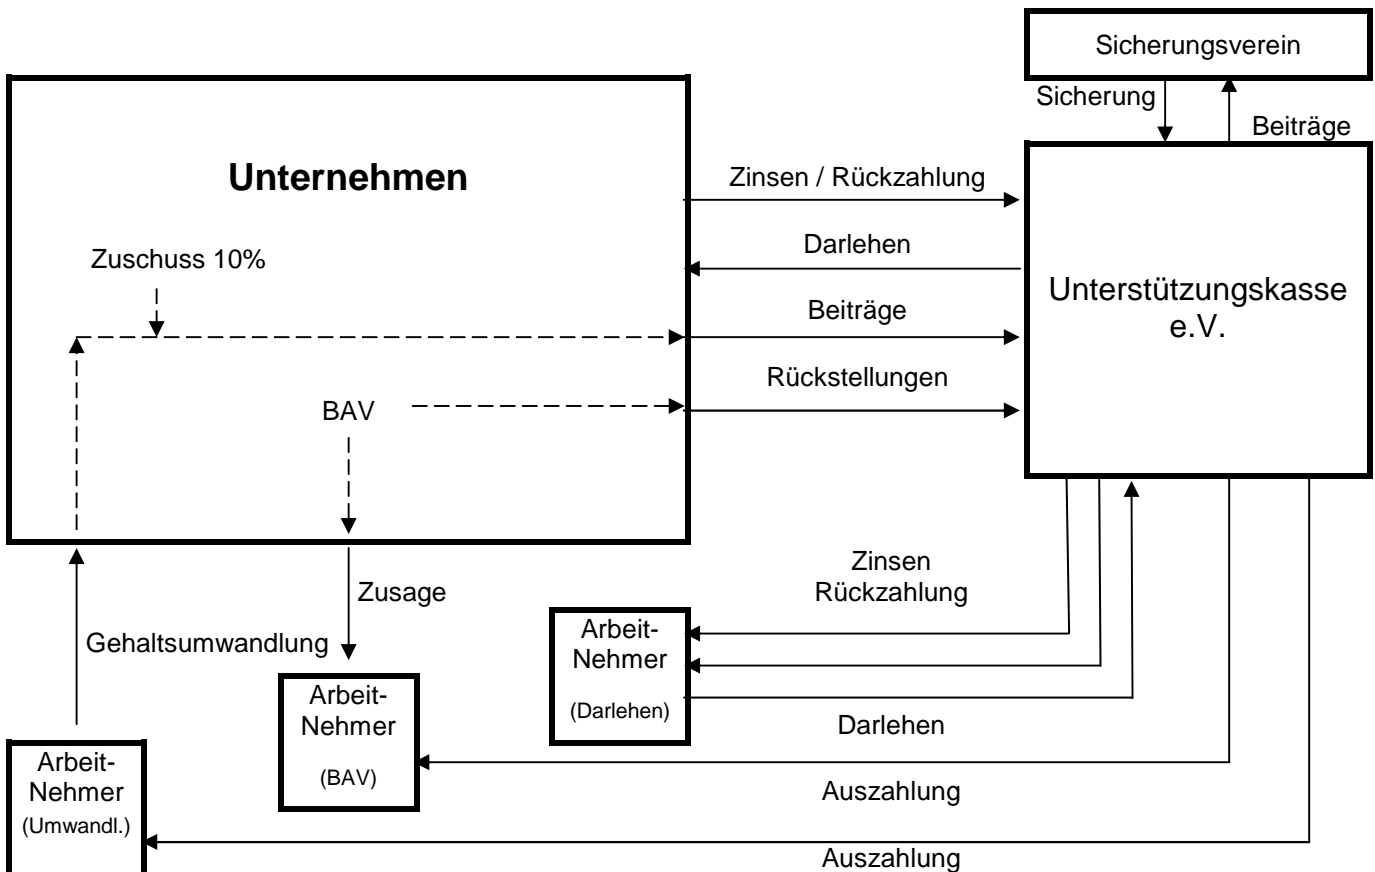 Sicherungsverein
Sicherung
Beiträge
Unternehmen
Zinsen / Rückzahlung
Darlehen
Zuschuss 10%
Unterstützungskasse
e.V.
Beiträge
Rückstellungen
BAV
Zinsen
Rückzahlung
Zusage
Gehaltsumwandlung
Arbeit-
Nehmer
(Darlehen)
Darlehen
Arbeit-
Nehmer
(BAV)
Auszahlung
Arbeit-
Nehmer
(Umwandl.)
Auszahlung